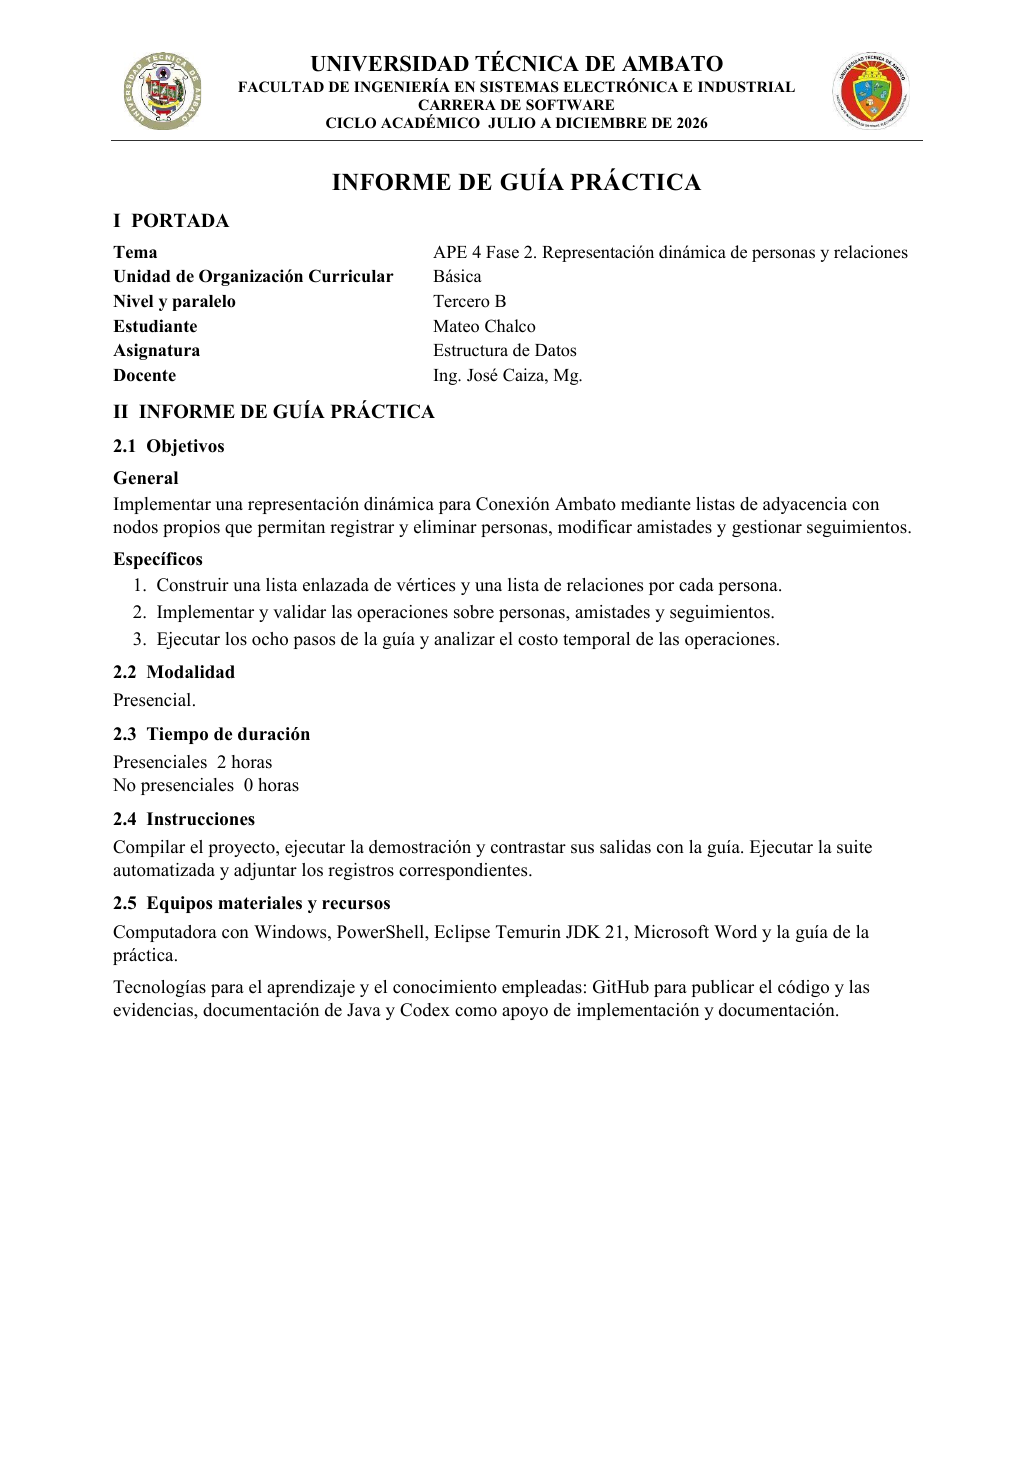 UNIVERSIDAD TÉCNICA DE AMBATO
FACULTAD DE INGENIERÍA EN SISTEMAS ELECTRÓNICA E INDUSTRIAL
CARRERA DE SOFTWARE
CICLO ACADÉMICO  JULIO A DICIEMBRE DE 2026
INFORME DE GUÍA PRÁCTICA
I  PORTADA
Tema APE 4 Fase 2. Representación dinámica de personas y relaciones
Unidad de Organización Curricular Básica
Nivel y paralelo Tercero B
Estudiante Mateo Chalco
Asignatura Estructura de Datos
Docente Ing. José Caiza, Mg.
II  INFORME DE GUÍA PRÁCTICA
2.1  Objetivos
General
Implementar una representación dinámica para Conexión Ambato mediante listas de adyacencia con
nodos propios que permitan registrar y eliminar personas, modificar amistades y gestionar seguimientos.
Específicos
1. Construir una lista enlazada de vértices y una lista de relaciones por cada persona.
2. Implementar y validar las operaciones sobre personas, amistades y seguimientos.
3. Ejecutar los ocho pasos de la guía y analizar el costo temporal de las operaciones.
2.2  Modalidad
Presencial.
2.3  Tiempo de duración
Presenciales  2 horas
No presenciales  0 horas
2.4  Instrucciones
Compilar el proyecto, ejecutar la demostración y contrastar sus salidas con la guía. Ejecutar la suite
automatizada y adjuntar los registros correspondientes.
2.5  Equipos materiales y recursos
Computadora con Windows, PowerShell, Eclipse Temurin JDK 21, Microsoft Word y la guía de la
práctica.
Tecnologías para el aprendizaje y el conocimiento empleadas: GitHub para publicar el código y las
evidencias, documentación de Java y Codex como apoyo de implementación y documentación.